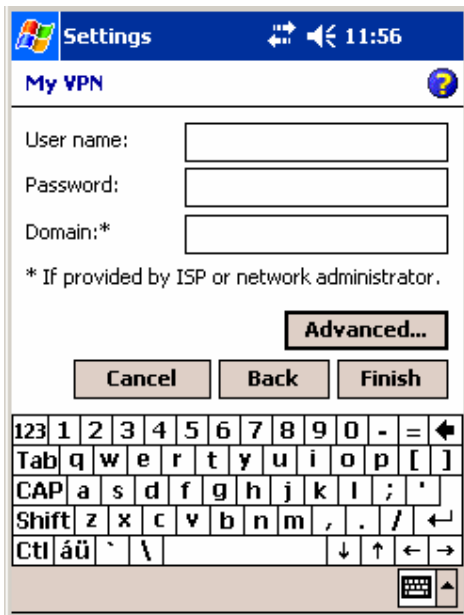 Settings 11:56
My VPN ?
User name:
Password:
Domain:*
* If provided by ISP or network administrator.
Advanced...
Cancel Back Finish
123 1 2 3 4 5 6 7 8 9 0 - = ←
Tab q w e r t y u i o p [ ]
CAP a s d f g h j k l ; '
Shift z x c v b n m , . / ↵
Ctl áü ` \ ↓ ↑ ← →